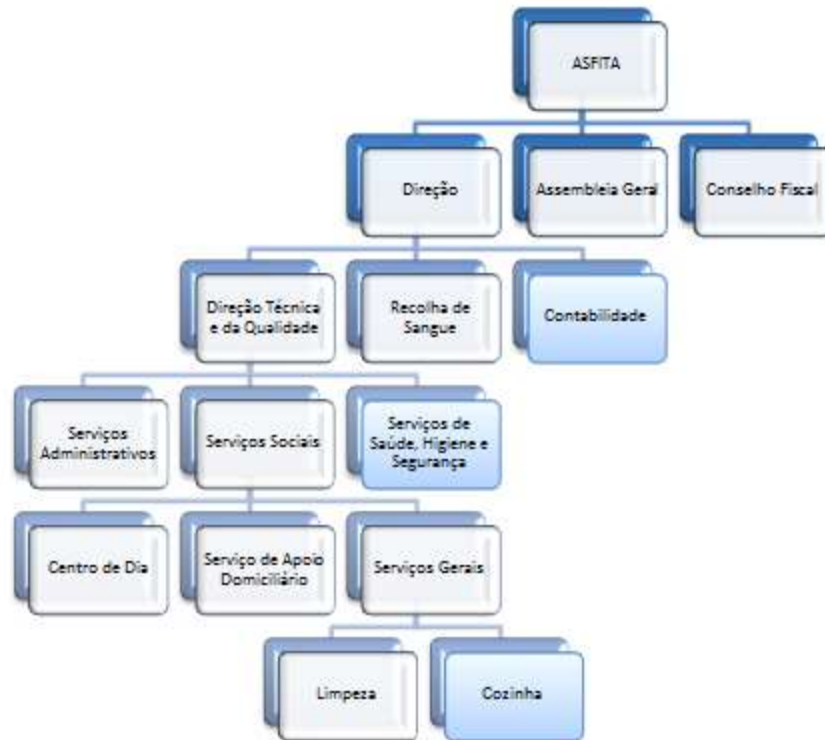 ASFITA
Direção
Assembleia Geral
Conselho Fiscal
Direção Técnica
e da Qualidade
Recolha de
Sangue
Contabilidade
Serviços
Administrativos
Serviços Sociais
Serviços de
Saúde, Higiene e
Segurança
Centro de Dia
Serviço de Apoio
Domiciliário
Serviços Gerais
Limpeza
Cozinha